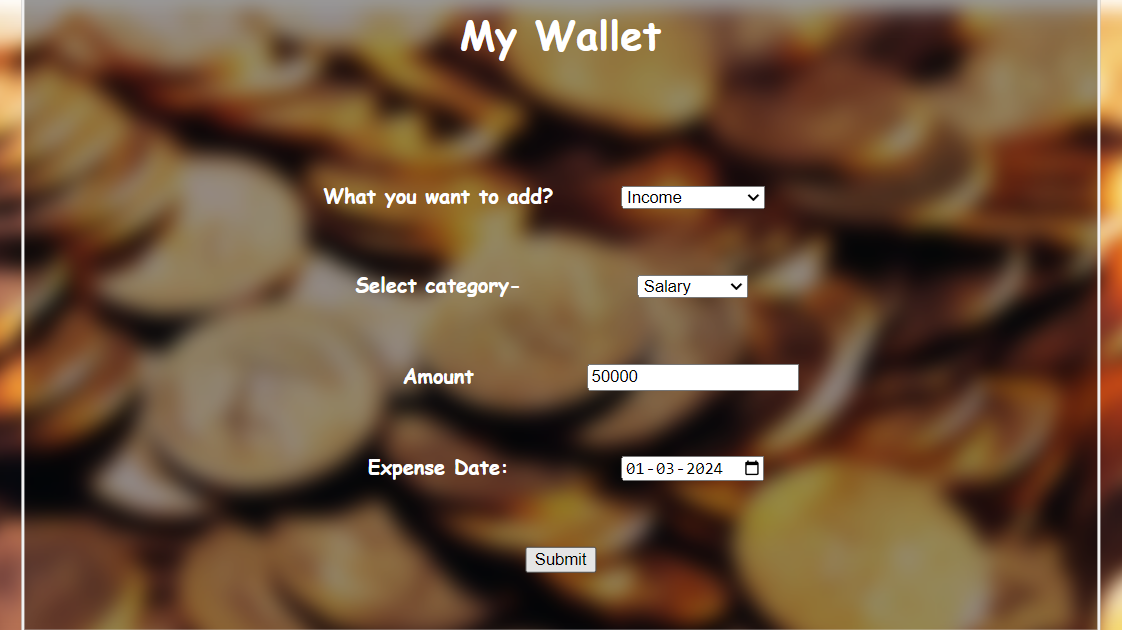 My Wallet
What you want to add? Income
Select category- Salary
Amount 50000
Expense Date: 01-03-2024
Submit